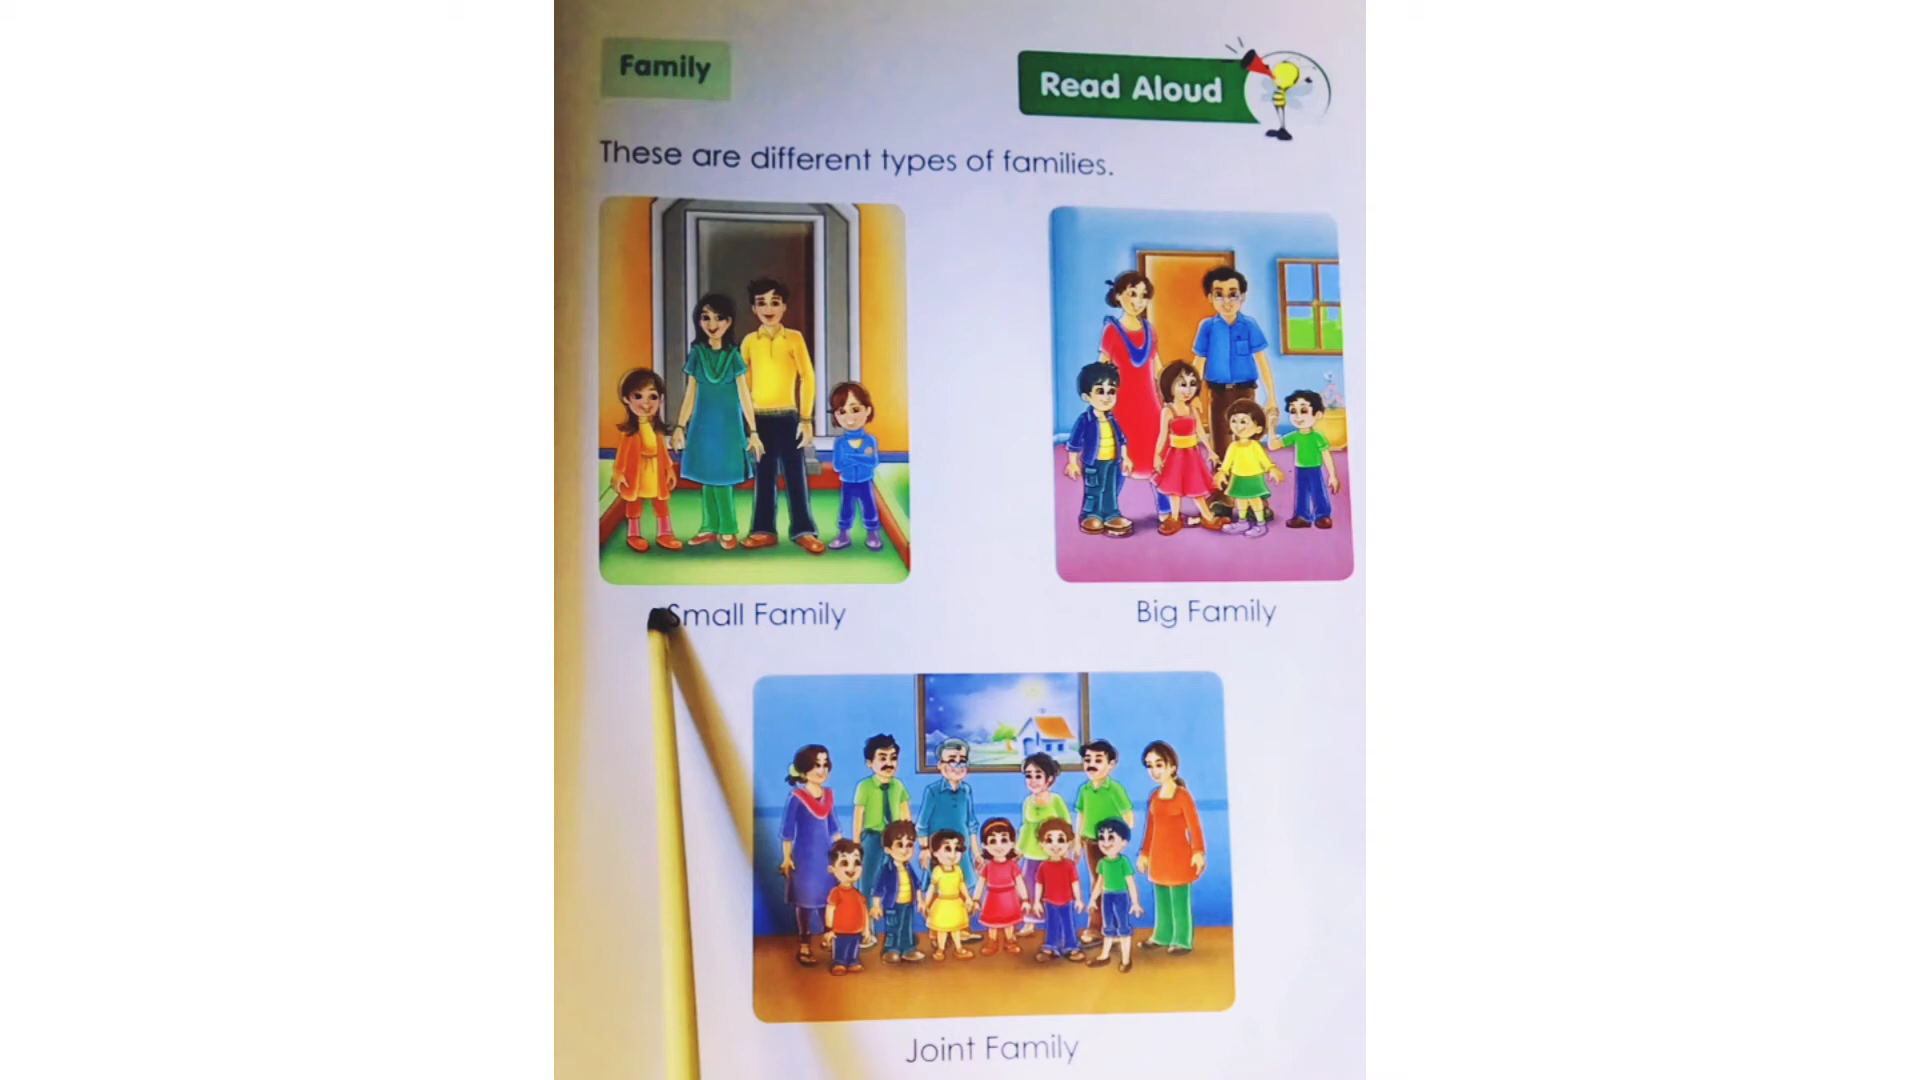 Family
Read Aloud
These are different types of families.
Small Family
Big Family
Joint Family